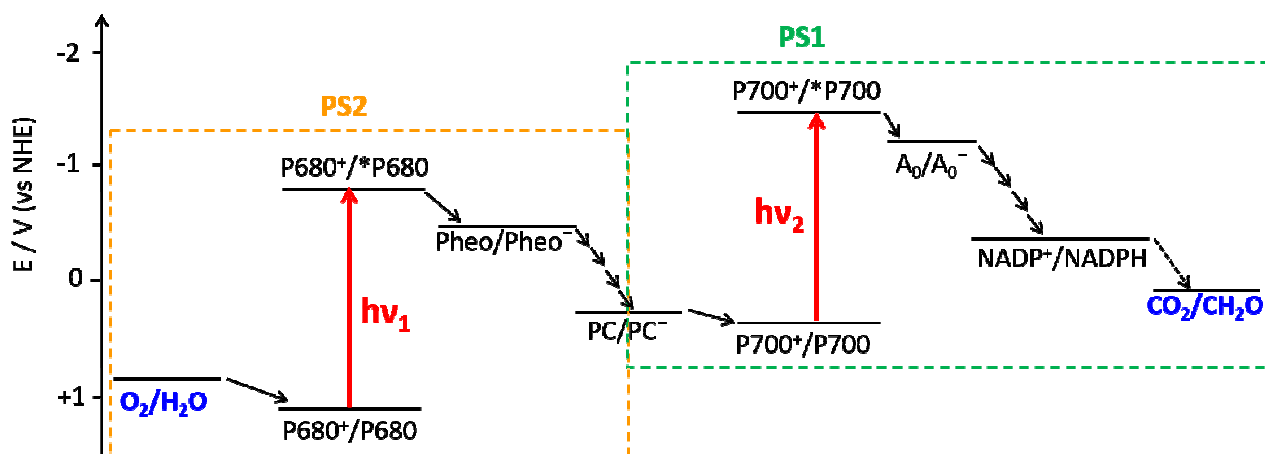 E / V (vs NHE)
-2
-1
0
+1
PS2
PS1
O₂/H₂O
P680⁺/P680
hν₁
P680⁺/*P680
Pheo/Pheo⁻
PC/PC⁻
P700⁺/P700
hν₂
P700⁺/*P700
A₀/A₀⁻
NADP⁺/NADPH
CO₂/CH₂O